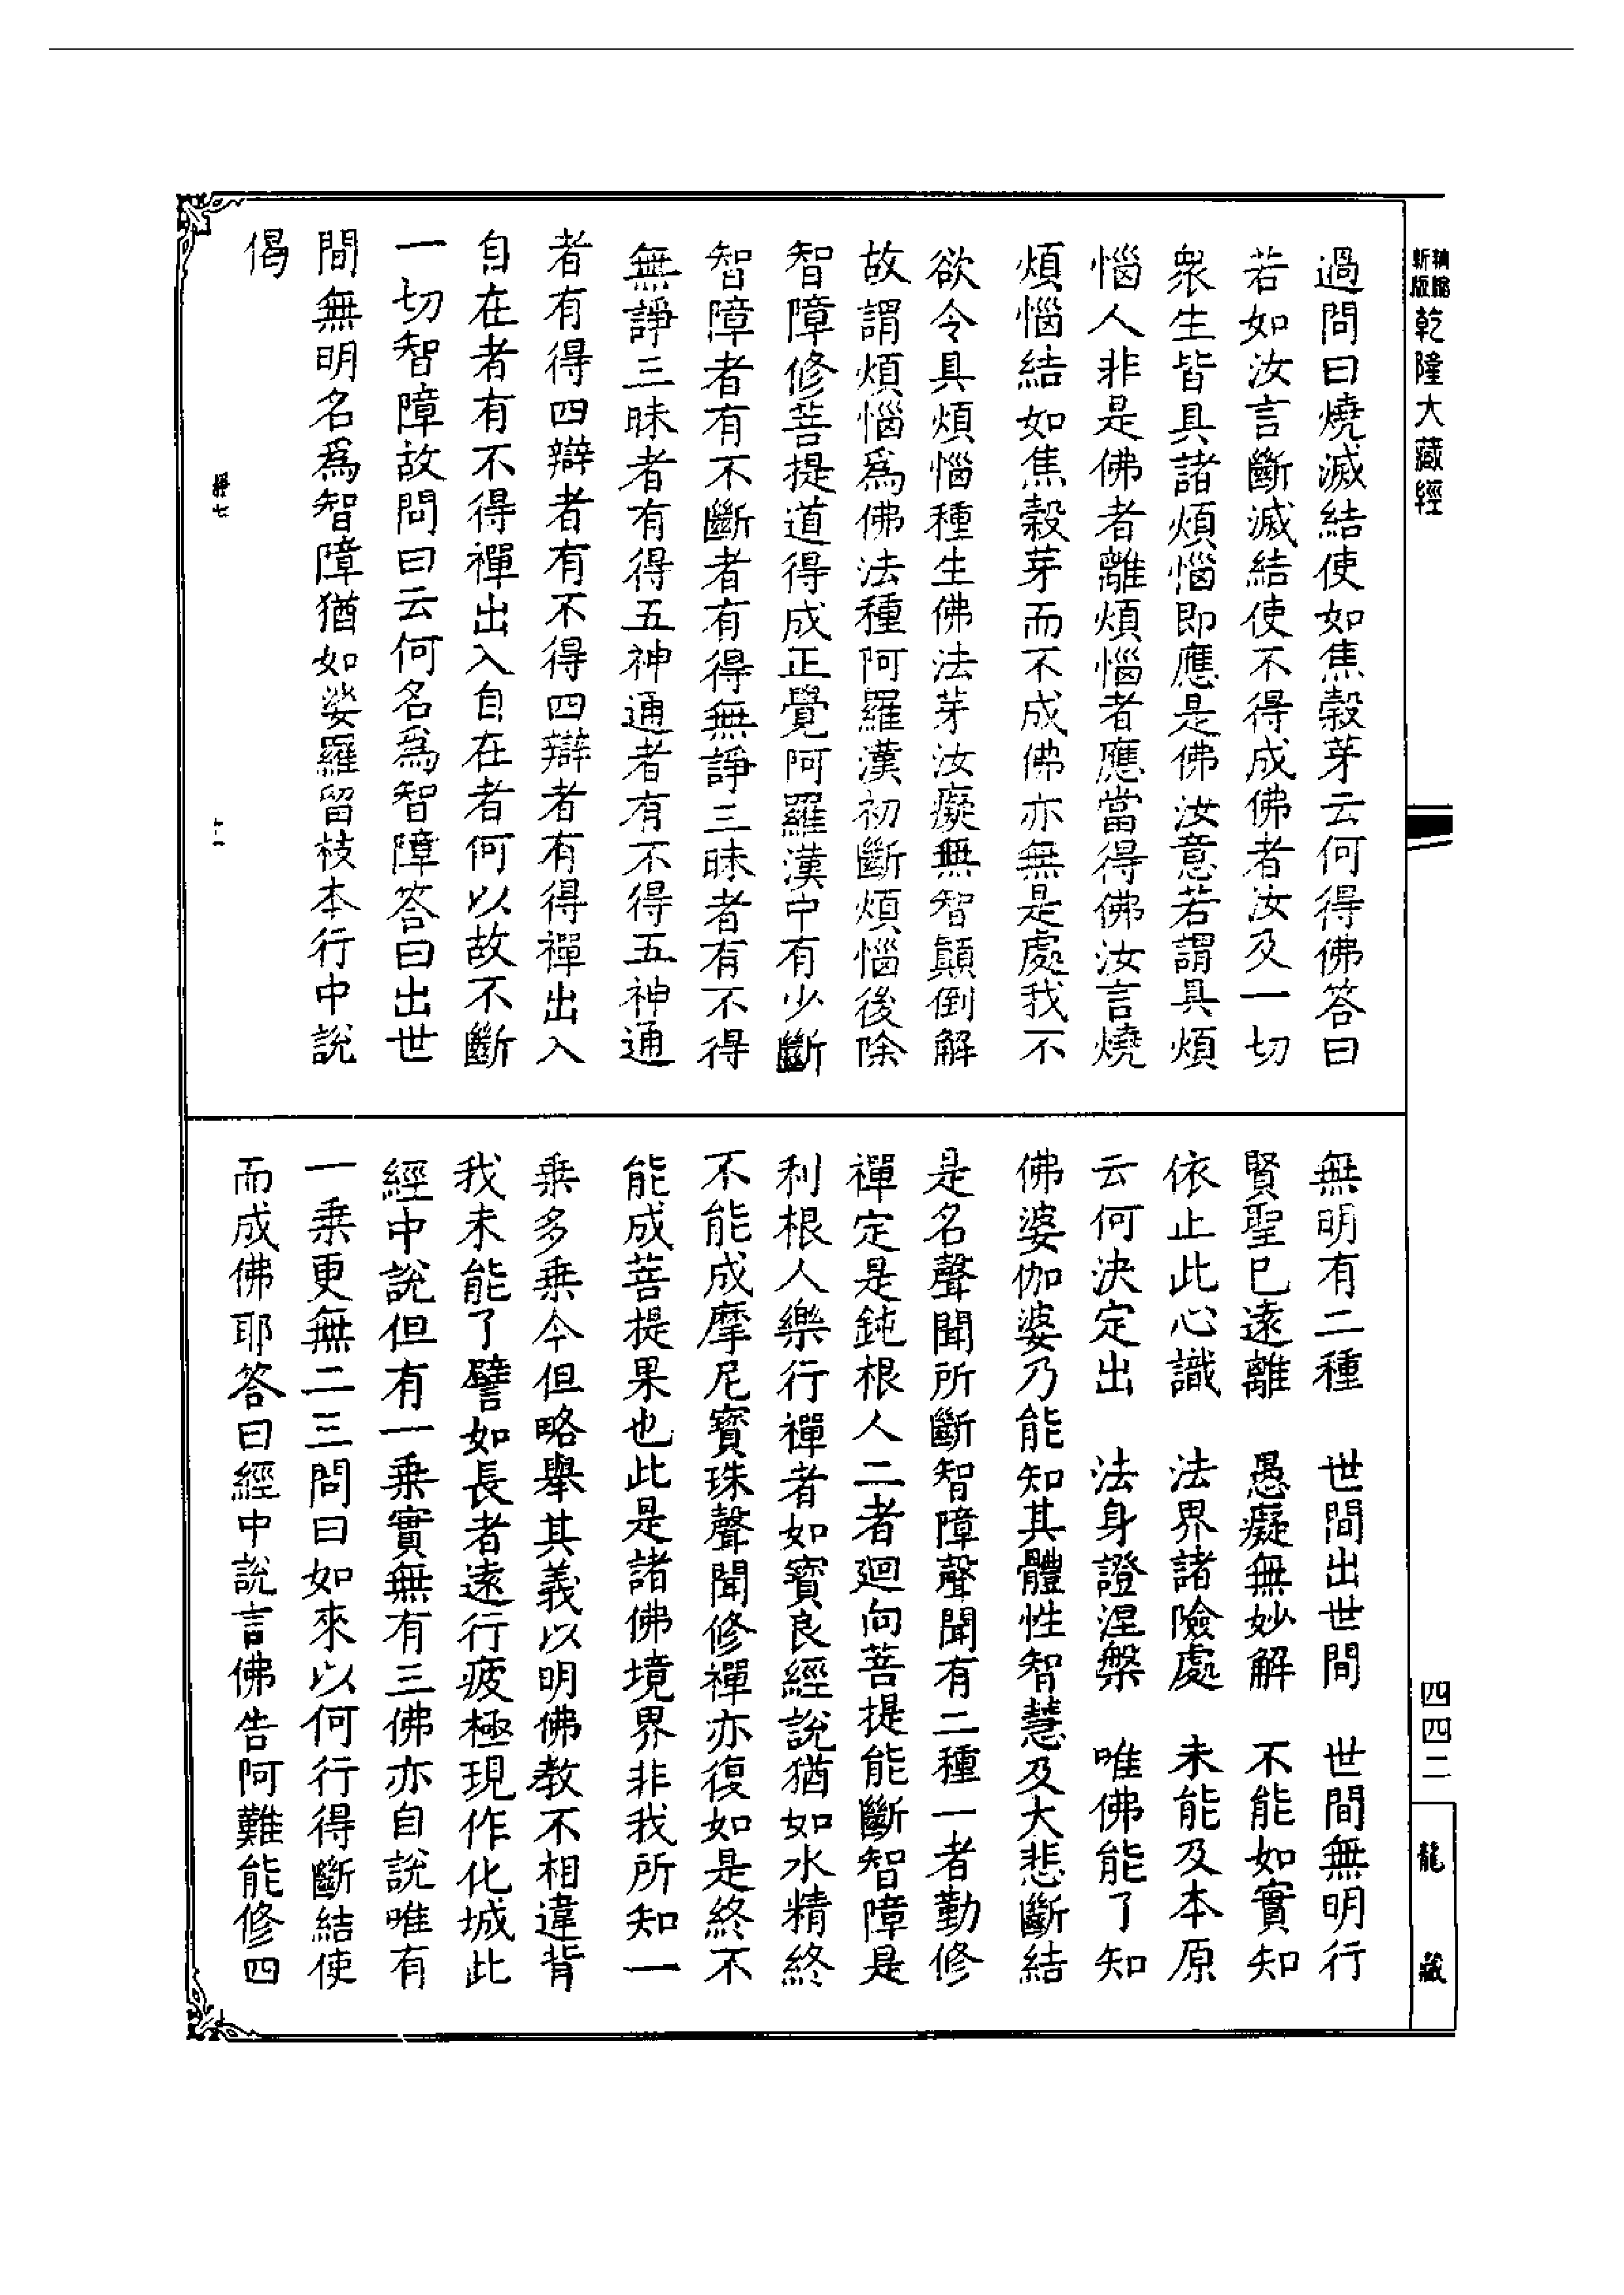 精縮
新版
乾隆大藏經
四四二
龍藏
過問曰燒滅結使如焦穀芽云何得佛答曰
若如汝言斷滅結使不得成佛者汝及一切
衆生皆具諸煩惱即應是佛汝意若謂具煩
惱人非是佛者離煩惱者應當得佛汝言燒
煩惱結如焦穀芽而不成佛亦無是處我不
欲令具煩惱種生佛法芽汝癡無智顛倒解
故謂煩惱爲佛法種阿羅漢初斷煩惱後除
智障修菩提道得成正覺阿羅漢中有少斷
智障者有不斷者有得無諍三昧者有不得
無諍三昧者有得五神通者有不得五神通
者有得四辯者有不得四辯者有得禪出入
自在者有不得禪出入自在者何以故不斷
一切智障故問曰云何名爲智障答曰出世
間無明名爲智障猶如娑羅留枝本行中說
偈
無明有二種　世間出世間　世間無明行
賢聖已遠離　愚癡無妙解　不能如實知
依止此心識　法界諸險處　未能及本原
云何決定出　法身證涅槃　唯佛能了知
佛婆伽婆乃能知其體性智慧及大悲斷結
是名聲聞所斷智障聲聞有二種一者勤修
禪定是鈍根人二者迴向菩提能斷智障是
利根人樂行禪者如寶良經說猶如水精終
不能成摩尼寶珠聲聞修禪亦復如是終不
能成菩提果也此是諸佛境界非我所知一
乗多乗今但略舉其義以明佛教不相違背
我未能了譬如長者遠行疲極現作化城此
經中說但有一乗實無有三佛亦自說唯有
一乗更無二三問曰如來以何行得斷結使
而成佛耶答曰經中說言佛告阿難能修四